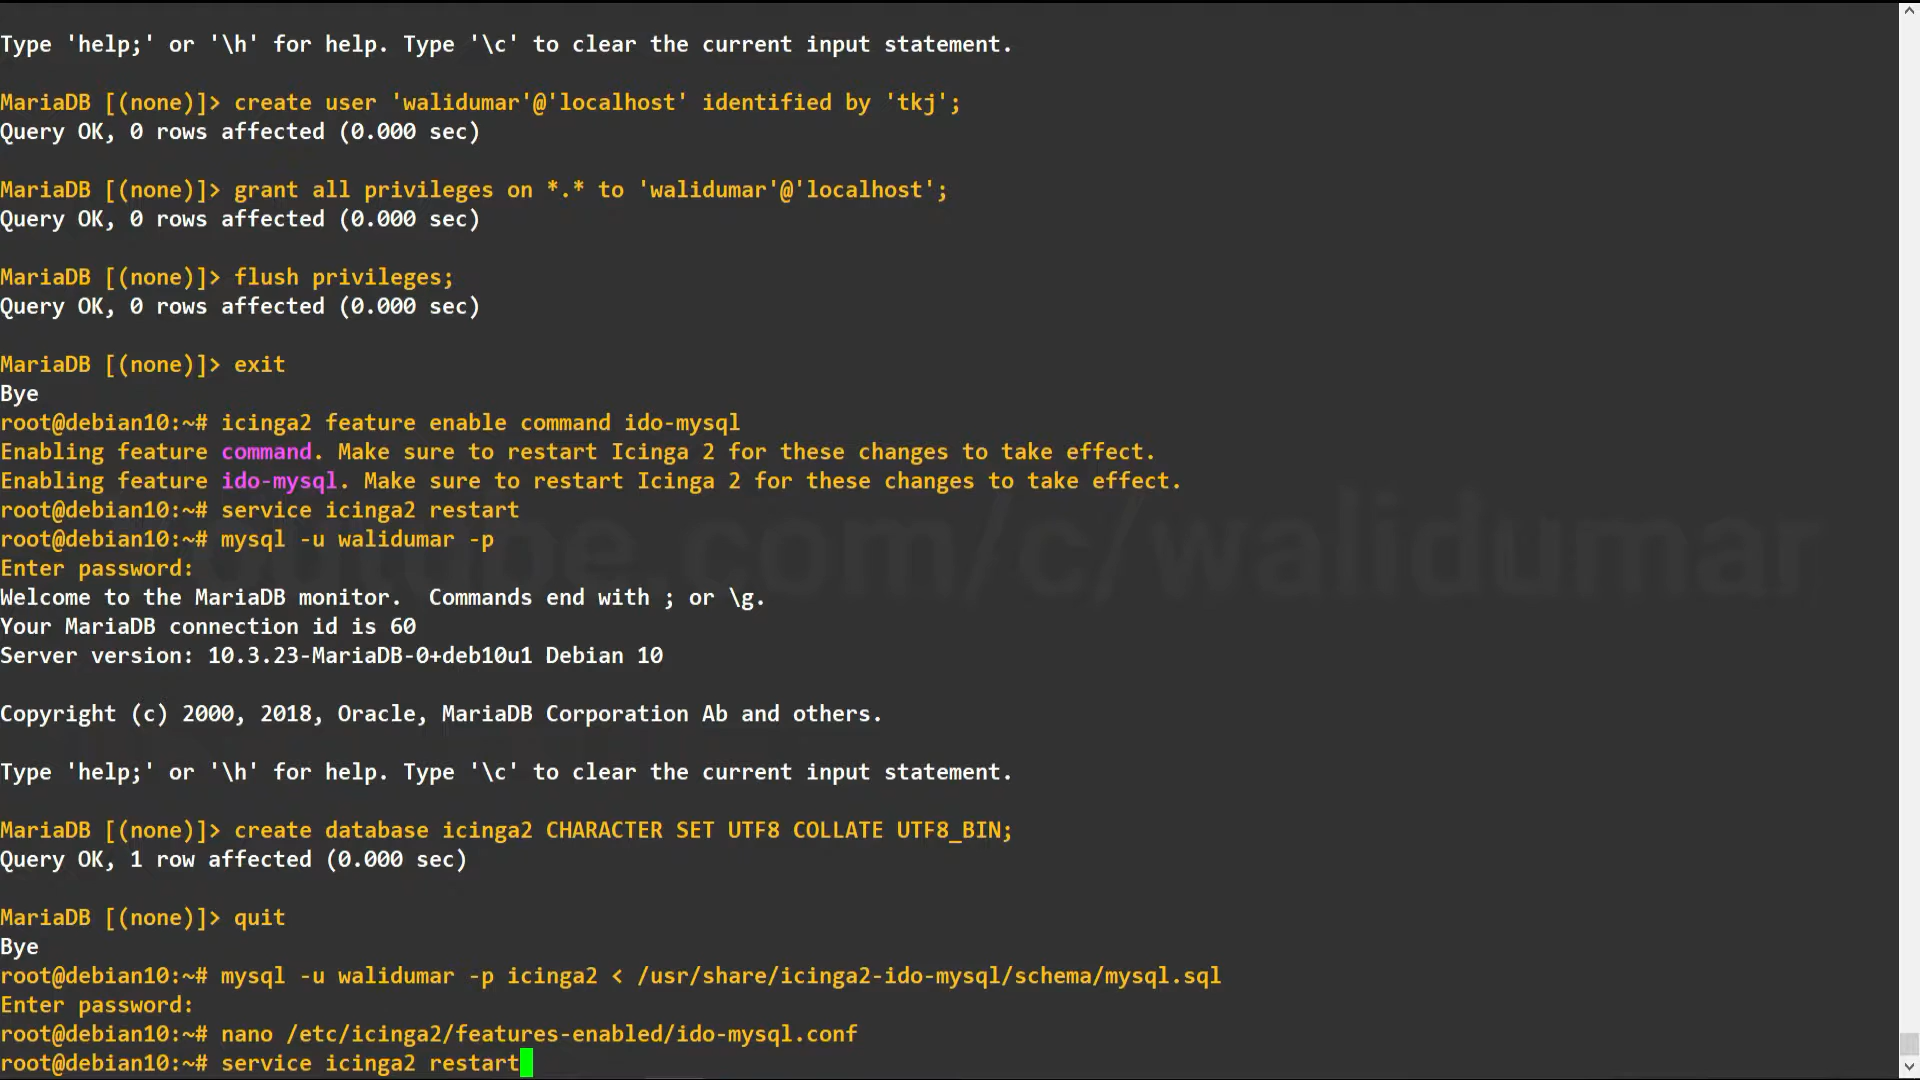 Type 'help;' or '\h' for help. Type '\c' to clear the current input statement.
MariaDB [(none)]> create user 'walidumar'@'localhost' identified by 'tkj';
Query OK, 0 rows affected (0.000 sec)
MariaDB [(none)]> grant all privileges on *.* to 'walidumar'@'localhost';
Query OK, 0 rows affected (0.000 sec)
MariaDB [(none)]> flush privileges;
Query OK, 0 rows affected (0.000 sec)
MariaDB [(none)]> exit
Bye
root@debian10:~# icinga2 feature enable command ido-mysql
Enabling feature command. Make sure to restart Icinga 2 for these changes to take effect.
Enabling feature ido-mysql. Make sure to restart Icinga 2 for these changes to take effect.
root@debian10:~# service icinga2 restart
root@debian10:~# mysql -u walidumar -p
Enter password:
Welcome to the MariaDB monitor.  Commands end with ; or \g.
Your MariaDB connection id is 60
Server version: 10.3.23-MariaDB-0+deb10u1 Debian 10
Copyright (c) 2000, 2018, Oracle, MariaDB Corporation Ab and others.
Type 'help;' or '\h' for help. Type '\c' to clear the current input statement.
MariaDB [(none)]> create database icinga2 CHARACTER SET UTF8 COLLATE UTF8_BIN;
Query OK, 1 row affected (0.000 sec)
MariaDB [(none)]> quit
Bye
root@debian10:~# mysql -u walidumar -p icinga2 < /usr/share/icinga2-ido-mysql/schema/mysql.sql
Enter password:
root@debian10:~# nano /etc/icinga2/features-enabled/ido-mysql.conf
root@debian10:~# service icinga2 restart